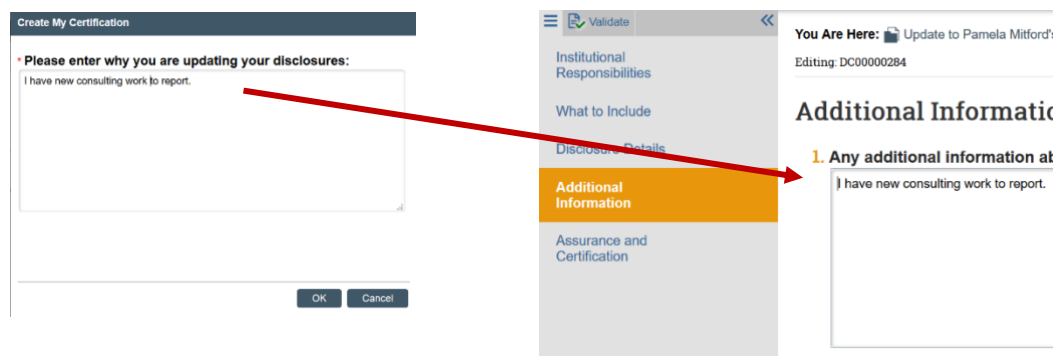 Create My Certification
* Please enter why you are updating your disclosures:
I have new consulting work to report.
OK Cancel
Validate
Institutional
Responsibilities
What to Include
Disclosure Details
Additional
Information
Assurance and
Certification
You Are Here: Update to Pamela Mitford's
Editing: DC00000284
Additional
1. Any additional information
I have new consulting work to report.